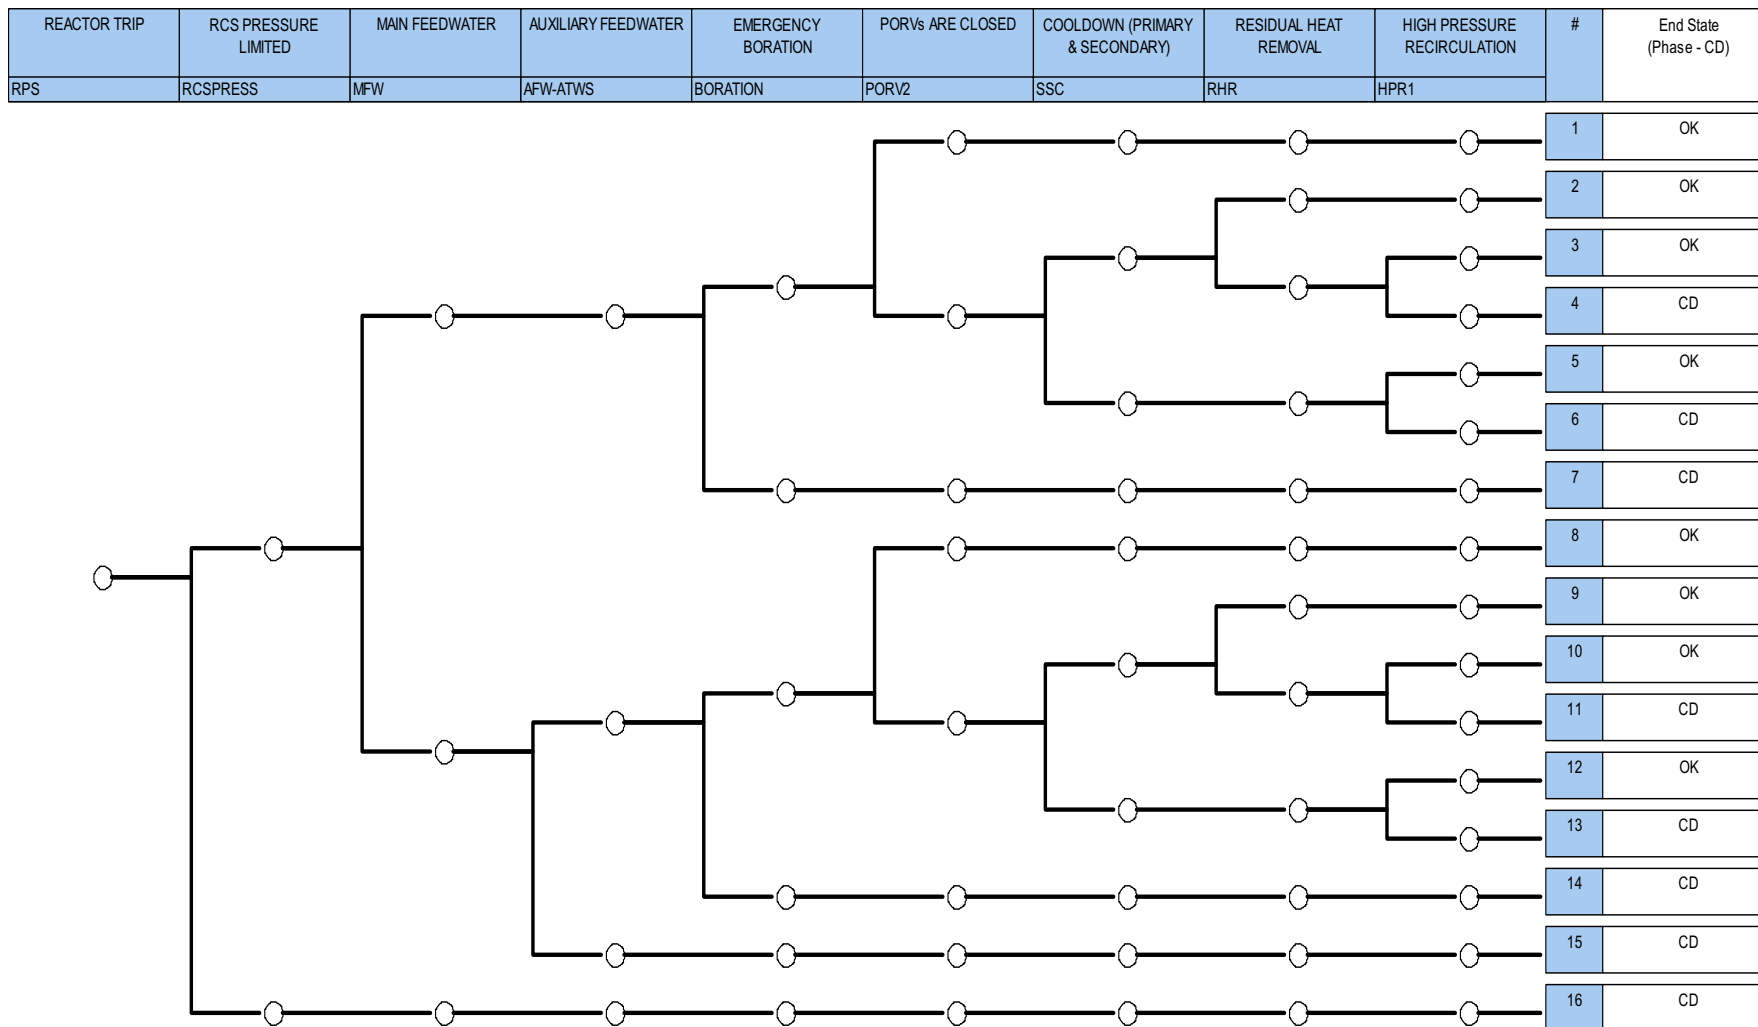 REACTOR TRIP
RCS PRESSURE
LIMITED
MAIN FEEDWATER
AUXILIARY FEEDWATER
EMERGENCY
BORATION
PORVs ARE CLOSED
COOLDOWN (PRIMARY
& SECONDARY)
RESIDUAL HEAT
REMOVAL
HIGH PRESSURE
RECIRCULATION
#
End State
(Phase - CD)
RPS
RCSPRESS
MFW
AFW-ATWS
BORATION
PORV2
SSC
RHR
HPR1
1 OK
2 OK
3 OK
4 CD
5 OK
6 CD
7 CD
8 OK
9 OK
10 OK
11 CD
12 OK
13 CD
14 CD
15 CD
16 CD